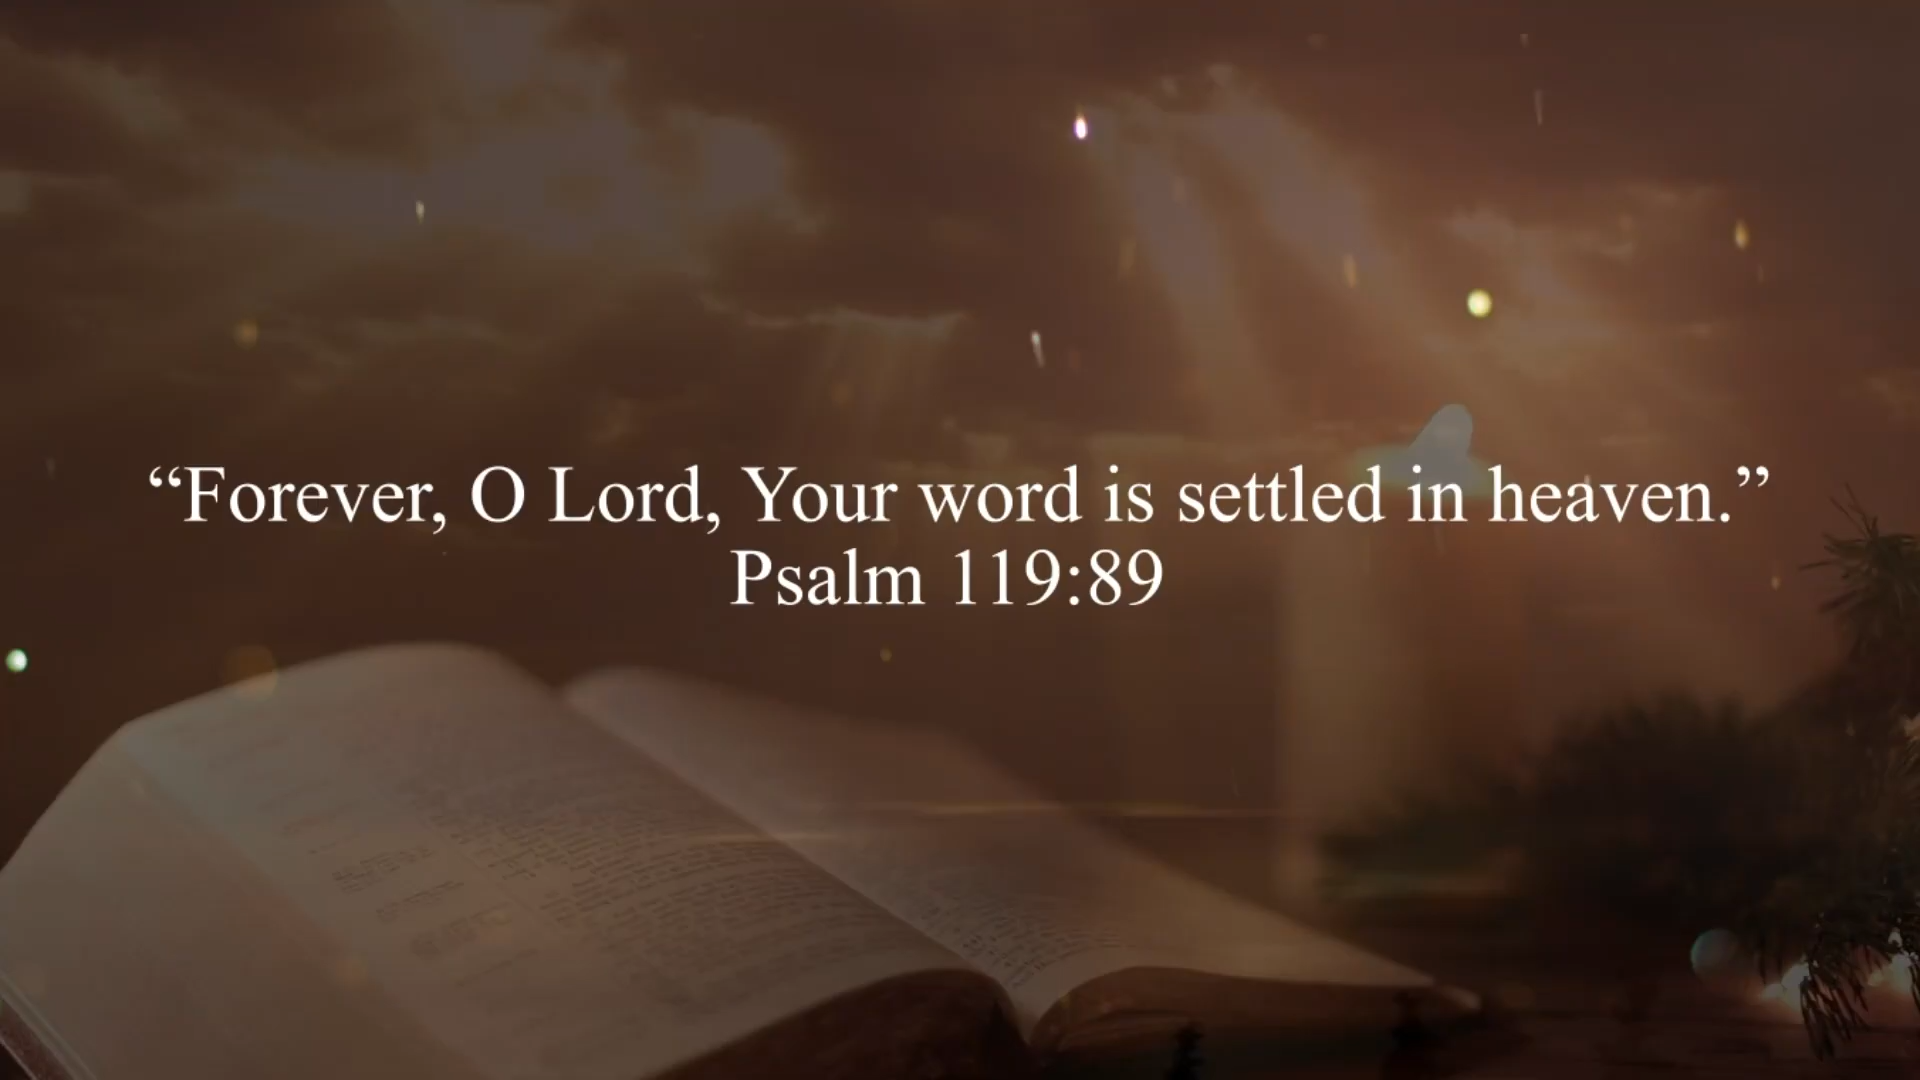 “Forever, O Lord, Your word is settled in heaven.”
Psalm 119:89